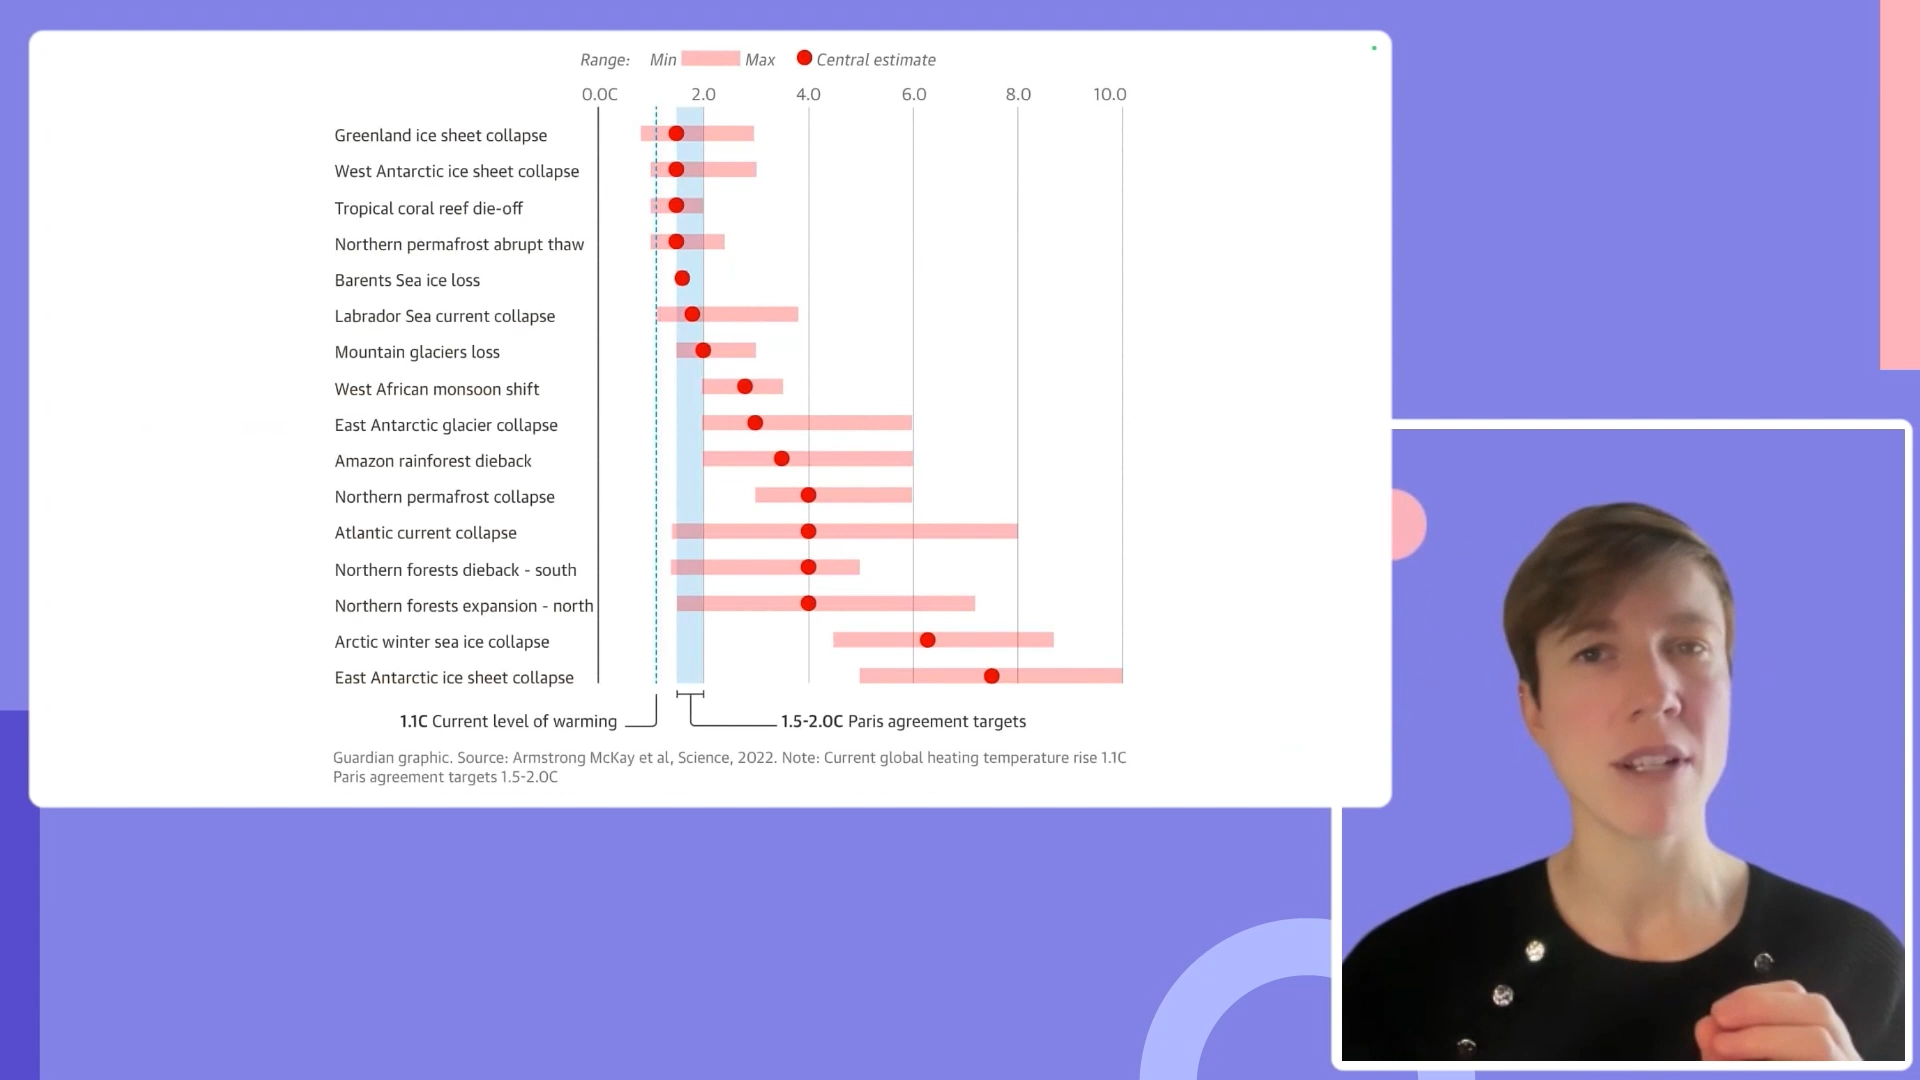 Range: Min Max Central estimate
0.0C 2.0 4.0 6.0 8.0 10.0
Greenland ice sheet collapse
West Antarctic ice sheet collapse
Tropical coral reef die-off
Northern permafrost abrupt thaw
Barents Sea ice loss
Labrador Sea current collapse
Mountain glaciers loss
West African monsoon shift
East Antarctic glacier collapse
Amazon rainforest dieback
Northern permafrost collapse
Atlantic current collapse
Northern forests dieback - south
Northern forests expansion - north
Arctic winter sea ice collapse
East Antarctic ice sheet collapse
1.1C Current level of warming
1.5-2.0C Paris agreement targets
Guardian graphic. Source: Armstrong McKay et al, Science, 2022. Note: Current global heating temperature rise 1.1C
Paris agreement targets 1.5-2.0C